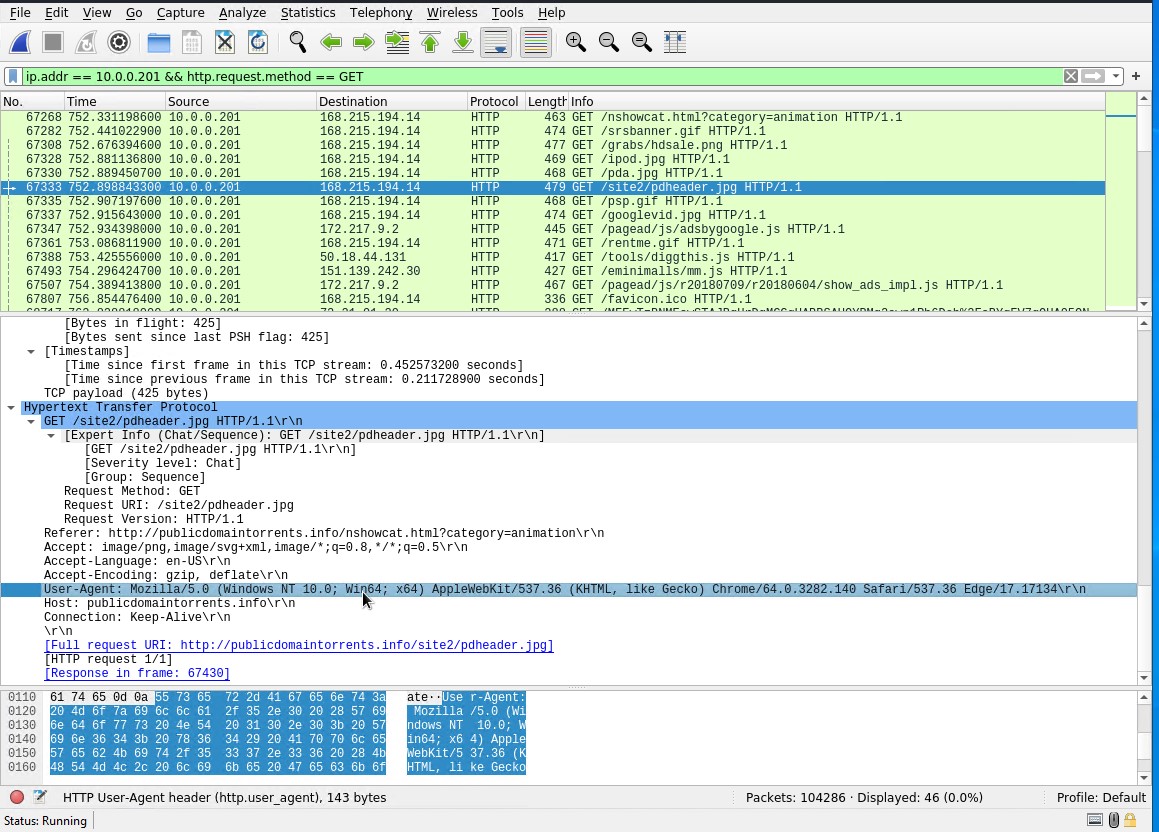 File Edit View Go Capture Analyze Statistics Telephony Wireless Tools Help
ip.addr == 10.0.0.201 && http.request.method == GET
No. Time Source Destination Protocol Length Info
67268 752.331198600 10.0.0.201 168.215.194.14 HTTP 463 GET /nshowcat.html?category=animation HTTP/1.1
67282 752.441022900 10.0.0.201 168.215.194.14 HTTP 474 GET /srsbanner.gif HTTP/1.1
67308 752.676394600 10.0.0.201 168.215.194.14 HTTP 477 GET /grabs/hdsale.png HTTP/1.1
67328 752.881136800 10.0.0.201 168.215.194.14 HTTP 469 GET /ipod.jpg HTTP/1.1
67330 752.889450700 10.0.0.201 168.215.194.14 HTTP 468 GET /pda.jpg HTTP/1.1
67333 752.898843300 10.0.0.201 168.215.194.14 HTTP 479 GET /site2/pdheader.jpg HTTP/1.1
67335 752.907197600 10.0.0.201 168.215.194.14 HTTP 468 GET /psp.gif HTTP/1.1
67337 752.915643000 10.0.0.201 168.215.194.14 HTTP 474 GET /googlevid.jpg HTTP/1.1
67347 752.934398000 10.0.0.201 172.217.9.2 HTTP 445 GET /pagead/js/adsbygoogle.js HTTP/1.1
67361 753.086811900 10.0.0.201 168.215.194.14 HTTP 471 GET /rentme.gif HTTP/1.1
67388 753.425556000 10.0.0.201 50.18.44.131 HTTP 417 GET /tools/diggthis.js HTTP/1.1
67493 754.296424700 10.0.0.201 151.139.242.30 HTTP 427 GET /eminimalls/mm.js HTTP/1.1
67507 754.389413800 10.0.0.201 172.217.9.2 HTTP 467 GET /pagead/js/r20180709/r20180604/show_ads_impl.js HTTP/1.1
67807 756.854476400 10.0.0.201 168.215.194.14 HTTP 336 GET /favicon.ico HTTP/1.1
[Bytes in flight: 425]
[Bytes sent since last PSH flag: 425]
[Timestamps]
[Time since first frame in this TCP stream: 0.452573200 seconds]
[Time since previous frame in this TCP stream: 0.211728900 seconds]
TCP payload (425 bytes)
Hypertext Transfer Protocol
GET /site2/pdheader.jpg HTTP/1.1\r\n
[Expert Info (Chat/Sequence): GET /site2/pdheader.jpg HTTP/1.1\r\n]
[GET /site2/pdheader.jpg HTTP/1.1\r\n]
[Severity level: Chat]
[Group: Sequence]
Request Method: GET
Request URI: /site2/pdheader.jpg
Request Version: HTTP/1.1
Referer: http://publicdomaintorrents.info/nshowcat.html?category=animation\r\n
Accept: image/png,image/svg+xml,image/*;q=0.8,*/*;q=0.5\r\n
Accept-Language: en-US\r\n
Accept-Encoding: gzip, deflate\r\n
User-Agent: Mozilla/5.0 (Windows NT 10.0; Win64; x64) AppleWebKit/537.36 (KHTML, like Gecko) Chrome/64.0.3282.140 Safari/537.36 Edge/17.17134\r\n
Host: publicdomaintorrents.info\r\n
Connection: Keep-Alive\r\n
\r\n
[Full request URI: http://publicdomaintorrents.info/site2/pdheader.jpg]
[HTTP request 1/1]
[Response in frame: 67430]
0110 61 74 65 0d 0a 55 73 65 72 2d 41 67 65 6e 74 3a ate··Use r-Agent:
0120 20 4d 6f 7a 69 6c 6c 61 2f 35 2e 30 20 28 57 69 Mozilla /5.0 (Wi
0130 6e 64 6f 77 73 20 4e 54 20 31 30 2e 30 3b 20 57 ndows NT 10.0; W
0140 69 6e 36 34 3b 20 78 36 34 29 20 41 70 70 6c 65 in64; x6 4) Apple
0150 57 65 62 4b 69 74 2f 35 33 37 2e 33 36 20 28 4b WebKit/5 37.36 (K
0160 48 54 4d 4c 2c 20 6c 69 6b 65 20 47 65 63 6b 6f HTML, li ke Gecko
HTTP User-Agent header (http.user_agent), 143 bytes Packets: 104286 · Displayed: 46 (0.0%) Profile: Default
Status: Running